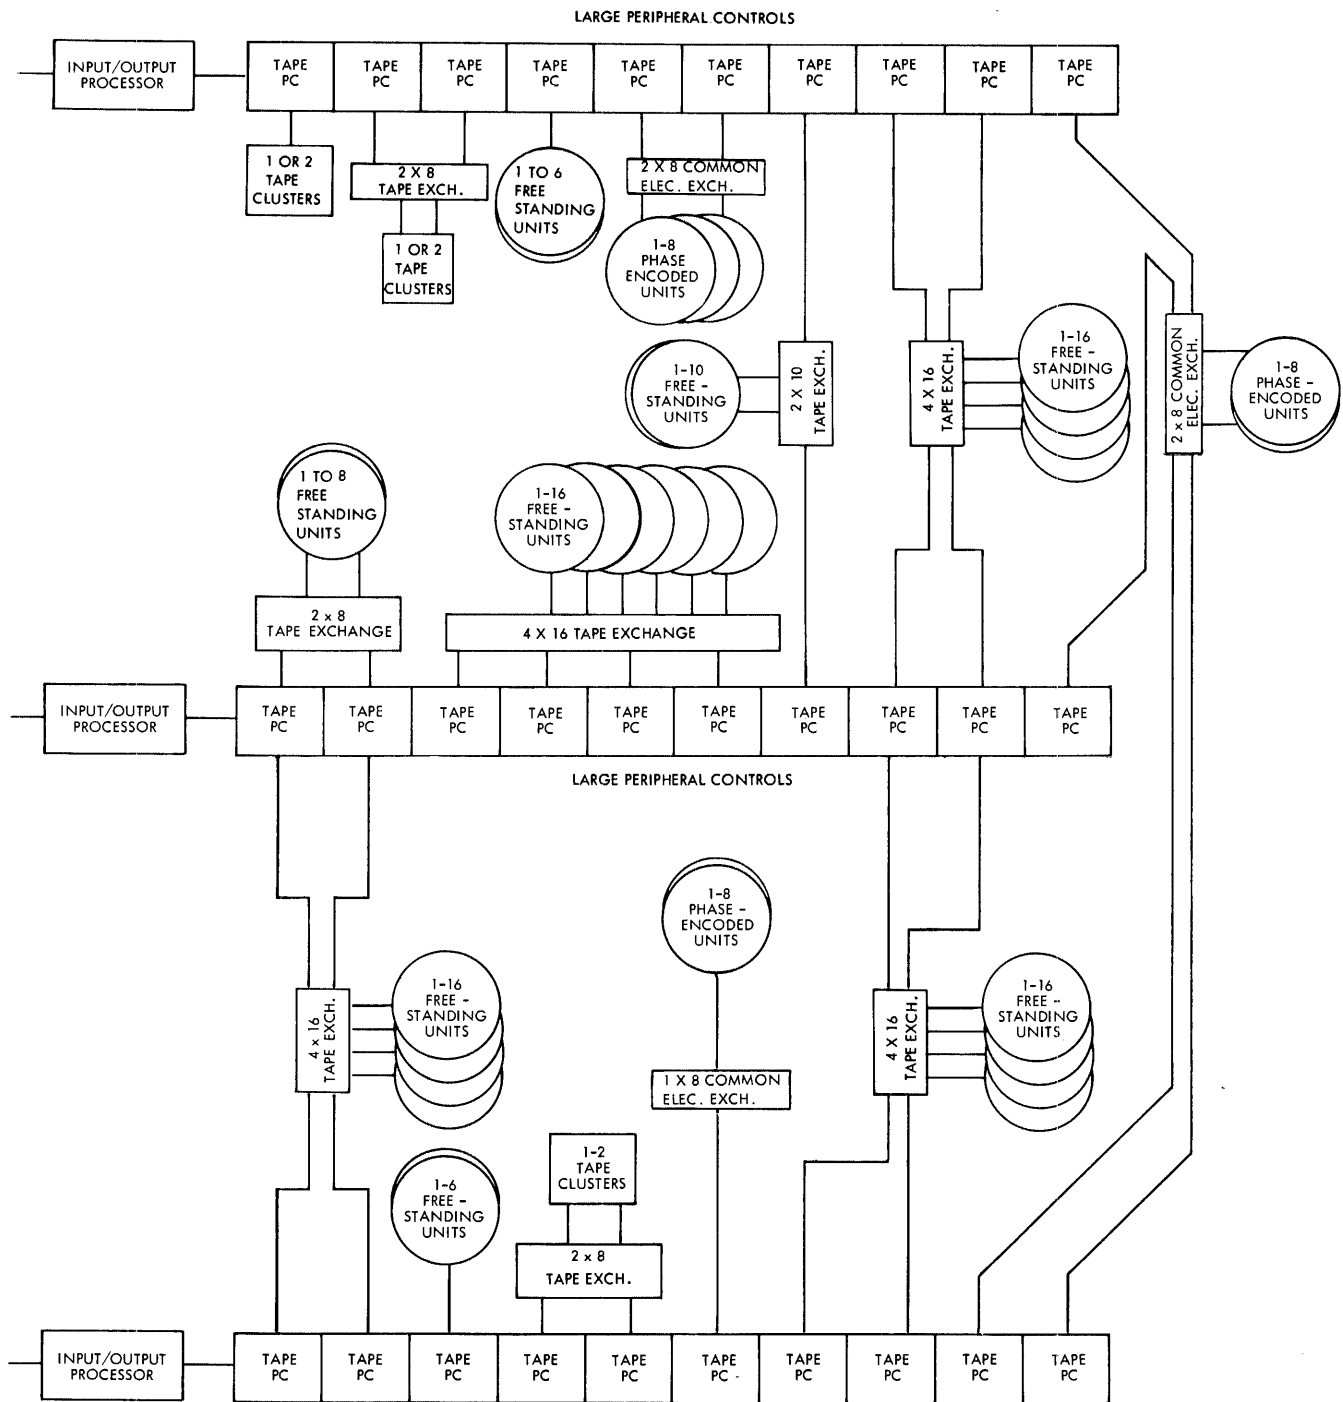 LARGE PERIPHERAL CONTROLS
INPUT/OUTPUT
PROCESSOR
TAPE
PC
TAPE
PC
TAPE
PC
TAPE
PC
TAPE
PC
TAPE
PC
TAPE
PC
TAPE
PC
TAPE
PC
TAPE
PC
1 OR 2
TAPE
CLUSTERS
2 X 8
TAPE EXCH.
1 OR 2
TAPE
CLUSTERS
1 TO 6
FREE
STANDING
UNITS
2 X 8 COMMON
ELEC. EXCH.
1-8
PHASE
ENCODED
UNITS
1-10
FREE -
STANDING
UNITS
2 X 10
TAPE EXCH.
4 X 16
TAPE EXCH.
1-16
FREE -
STANDING
UNITS
2 x 8 COMMON
ELEC. EXCH.
1-8
PHASE -
ENCODED
UNITS
1 TO 8
FREE
STANDING
UNITS
2 x 8
TAPE EXCHANGE
1-16
FREE -
STANDING
UNITS
4 X 16 TAPE EXCHANGE
INPUT/OUTPUT
PROCESSOR
TAPE
PC
TAPE
PC
TAPE
PC
TAPE
PC
TAPE
PC
TAPE
PC
TAPE
PC
TAPE
PC
TAPE
PC
TAPE
PC
LARGE PERIPHERAL CONTROLS
4 x 16
TAPE EXCH.
1-16
FREE -
STANDING
UNITS
1-8
PHASE -
ENCODED
UNITS
1 X 8 COMMON
ELEC. EXCH.
4 X 16
TAPE EXCH.
1-16
FREE -
STANDING
UNITS
1-6
FREE -
STANDING
UNITS
1-2
TAPE
CLUSTERS
2 x 8
TAPE EXCH.
INPUT/OUTPUT
PROCESSOR
TAPE
PC
TAPE
PC
TAPE
PC
TAPE
PC
TAPE
PC
TAPE
PC -
TAPE
PC
TAPE
PC
TAPE
PC
TAPE
PC